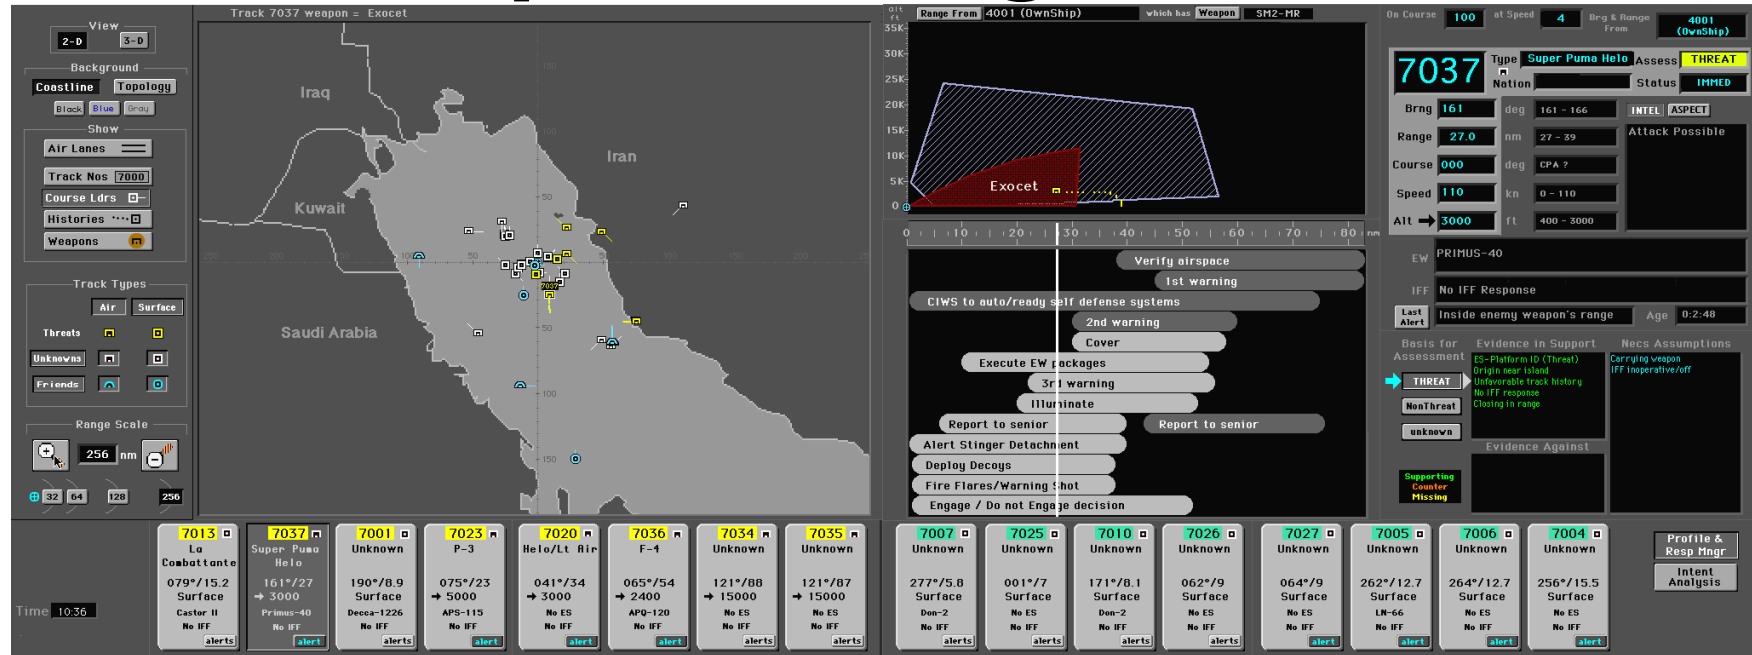 Track 7037 weapon = Exocet
View
2-D
3-D
Background
Coastline
Topology
Black
Blue
Gray
Show
Air Lanes
Track Nos 7000
Course Ldrs
Histories
Weapons
Track Types
Air
Surface
Threats
Unknowns
Friends
Range Scale
256 nm
32
64
128
256
Iraq
Iran
Kuwait
Saudi Arabia
150
100
50
50
100
150
7037
alt
ft
Range From
4001 (OwnShip)
which has
Weapon
SM2-MR
35K
30K
25K
20K
15K
10K
5K
0
Exocet
0
10
20
30
40
50
60
70
80
nm
Verify airspace
1st warning
CIWS to auto/ready self defense systems
2nd warning
Cover
Execute EW packages
3rd warning
Illuminate
Report to senior
Report to senior
Alert Stinger Detachment
Deploy Decoys
Fire Flares/Warning Shot
Engage / Do not Engage decision
On Course
100
at Speed
4
Brg & Range
From
4001
(OwnShip)
7037
Type
Super Puma Helo
Assess
THREAT
Nation
Status
IMMED
Brng
161
deg
161 - 166
INTEL
ASPECT
Range
27.0
nm
27 - 39
Attack Possible
Course
000
deg
CPA ?
Speed
110
kn
0 - 110
Alt
3000
ft
400 - 3000
EW
PRIMUS-40
IFF
No IFF Response
Last
Alert
Inside enemy weapon's range
Age
0:2:48
Basis for
Assessment
Evidence in Support
Necs Assumptions
THREAT
NonThreat
unknown
ES-Platform ID (Threat)
Origin near island
Unfavorable track history
No IFF response
Closing in range
Carrying weapon
IFF inoperative/off
Evidence Against
Supporting
Counter
Missing
Time
10:36
7013
La
Combattante
079°/15.2
Surface
Castor II
No IFF
alerts
7037
Super Puma
Helo
161°/27
3000
Primus-40
No IFF
alert
7001
Unknown
190°/8.9
Surface
Decca-1226
No IFF
alerts
7023
P-3
075°/23
5000
APS-115
No IFF
alert
7020
Helo/Lt Air
041°/34
3000
No ES
No IFF
alert
7036
F-4
065°/54
2400
APQ-120
No IFF
alert
7034
Unknown
121°/88
15000
No ES
No IFF
alerts
7035
Unknown
121°/87
15000
No ES
No IFF
alerts
7007
Unknown
277°/5.8
Surface
Don-2
No IFF
alerts
7025
Unknown
001°/7
Surface
No ES
No IFF
alerts
7010
Unknown
171°/8.1
Surface
Don-2
No IFF
alerts
7026
Unknown
062°/9
Surface
No ES
No IFF
alerts
7027
Unknown
064°/9
Surface
No ES
No IFF
alert
7005
Unknown
262°/12.7
Surface
LN-66
No IFF
alert
7006
Unknown
264°/12.7
Surface
No ES
No IFF
alert
7004
Unknown
256°/15.5
Surface
No ES
No IFF
alert
Profile &
Resp Mngr
Intent
Analysis